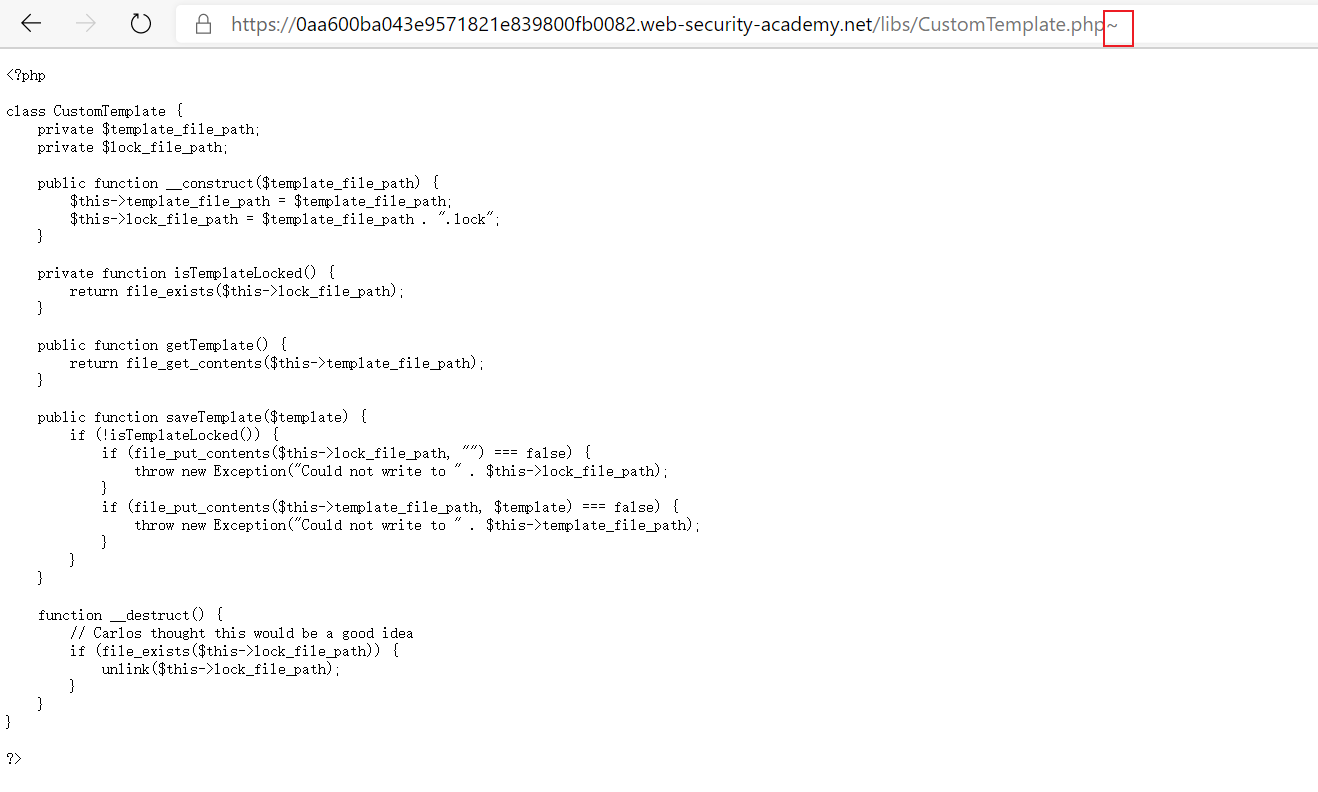 https://0aa600ba043e9571821e839800fb0082.web-security-academy.net/libs/CustomTemplate.php~
<?php
class CustomTemplate {
    private $template_file_path;
    private $lock_file_path;
    public function __construct($template_file_path) {
        $this->template_file_path = $template_file_path;
        $this->lock_file_path = $template_file_path . ".lock";
    }
    private function isTemplateLocked() {
        return file_exists($this->lock_file_path);
    }
    public function getTemplate() {
        return file_get_contents($this->template_file_path);
    }
    public function saveTemplate($template) {
        if (!isTemplateLocked()) {
            if (file_put_contents($this->lock_file_path, "") === false) {
                throw new Exception("Could not write to " . $this->lock_file_path);
            }
            if (file_put_contents($this->template_file_path, $template) === false) {
                throw new Exception("Could not write to " . $this->template_file_path);
            }
        }
    }
    function __destruct() {
        // Carlos thought this would be a good idea
        if (file_exists($this->lock_file_path)) {
            unlink($this->lock_file_path);
        }
    }
}
?>